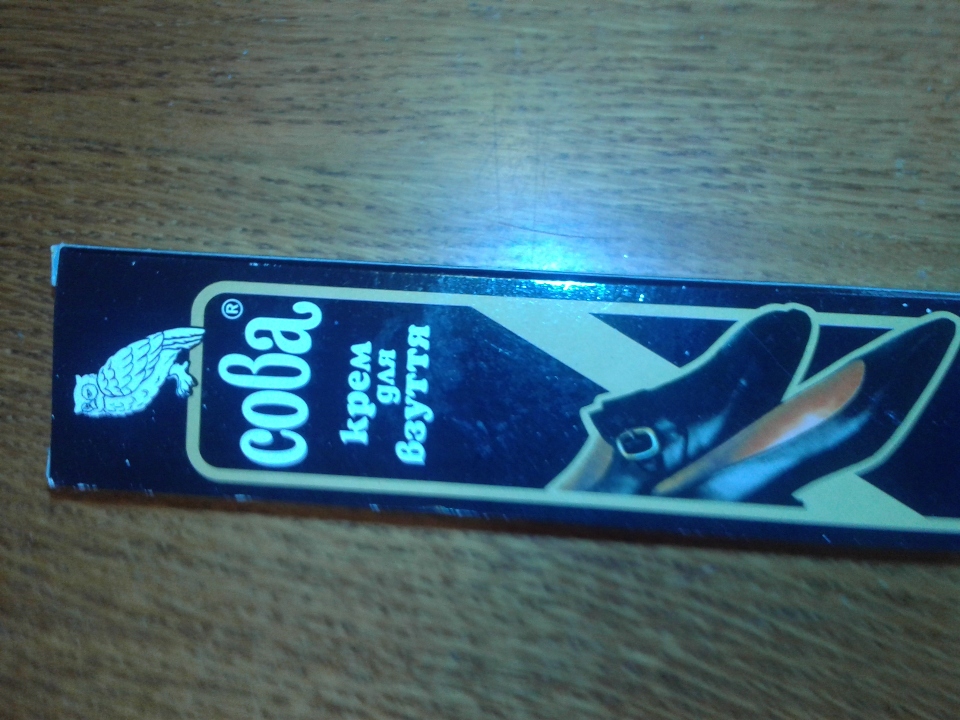 сова®
крем
для
взуття